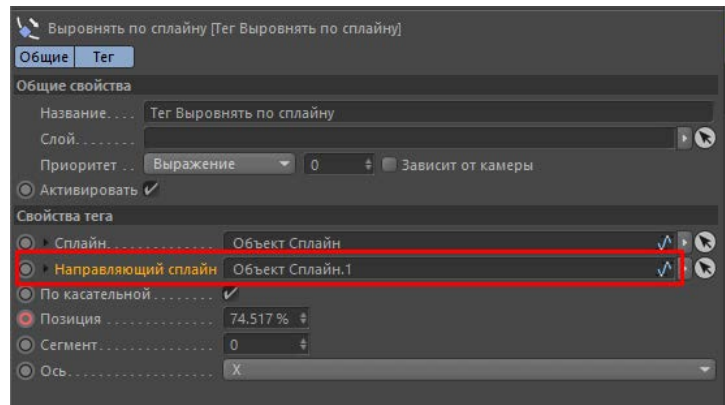 Выровнять по сплайну [Тег Выровнять по сплайну]
Общие Тег
Общие свойства
Название.... Тег Выровнять по сплайну
Слой........
Приоритет .. Выражение 0 Зависит от камеры
Активировать
Свойства тега
Сплайн.............. Объект Сплайн
Направляющий сплайн Объект Сплайн.1
По касательной........
Позиция .............. 74.517 %
Сегмент............... 0
Ось................... X